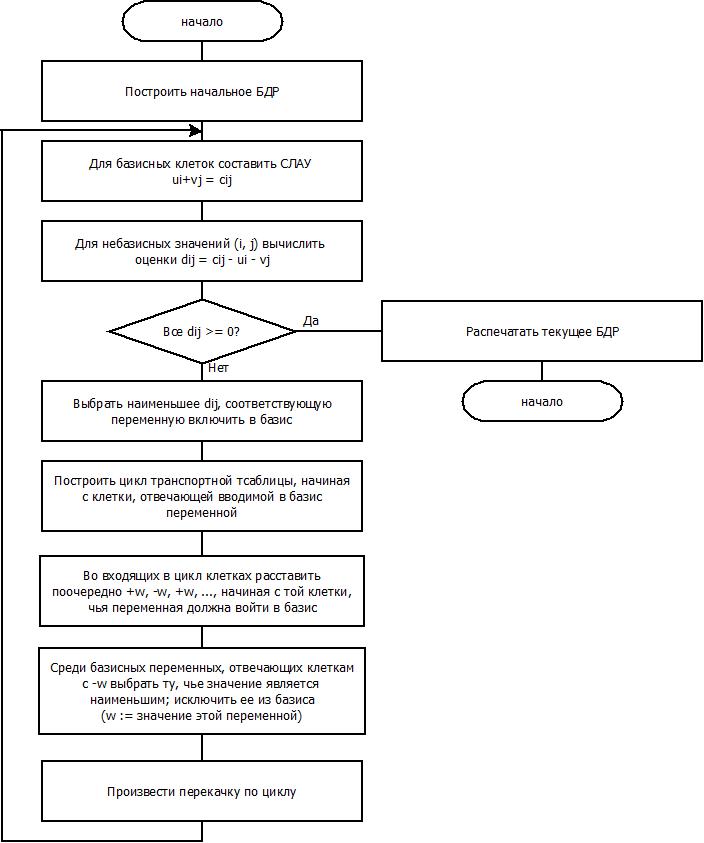 начало
Построить начальное БДР
Для базисных клеток составить СЛАУ
ui+vj = cij
Для небазисных значений (i, j) вычислить
оценки dij = cij - ui - vj
Все dij >= 0?
Да
Распечатать текущее БДР
начало
Нет
Выбрать наименьшее dij, соответствующую
переменную включить в базис
Построить цикл транспортной тсаблицы, начиная
с клетки, отвечающей вводимой в базис
переменной
Во входящих в цикл клетках расставить
поочередно +w, -w, +w, ..., начиная с той клетки,
чья переменная должна войти в базис
Среди базисных переменных, отвечающих клеткам
с -w выбрать ту, чье значение является
наименьшим; исключить ее из базиса
(w := значение этой переменной)
Произвести перекачку по циклу